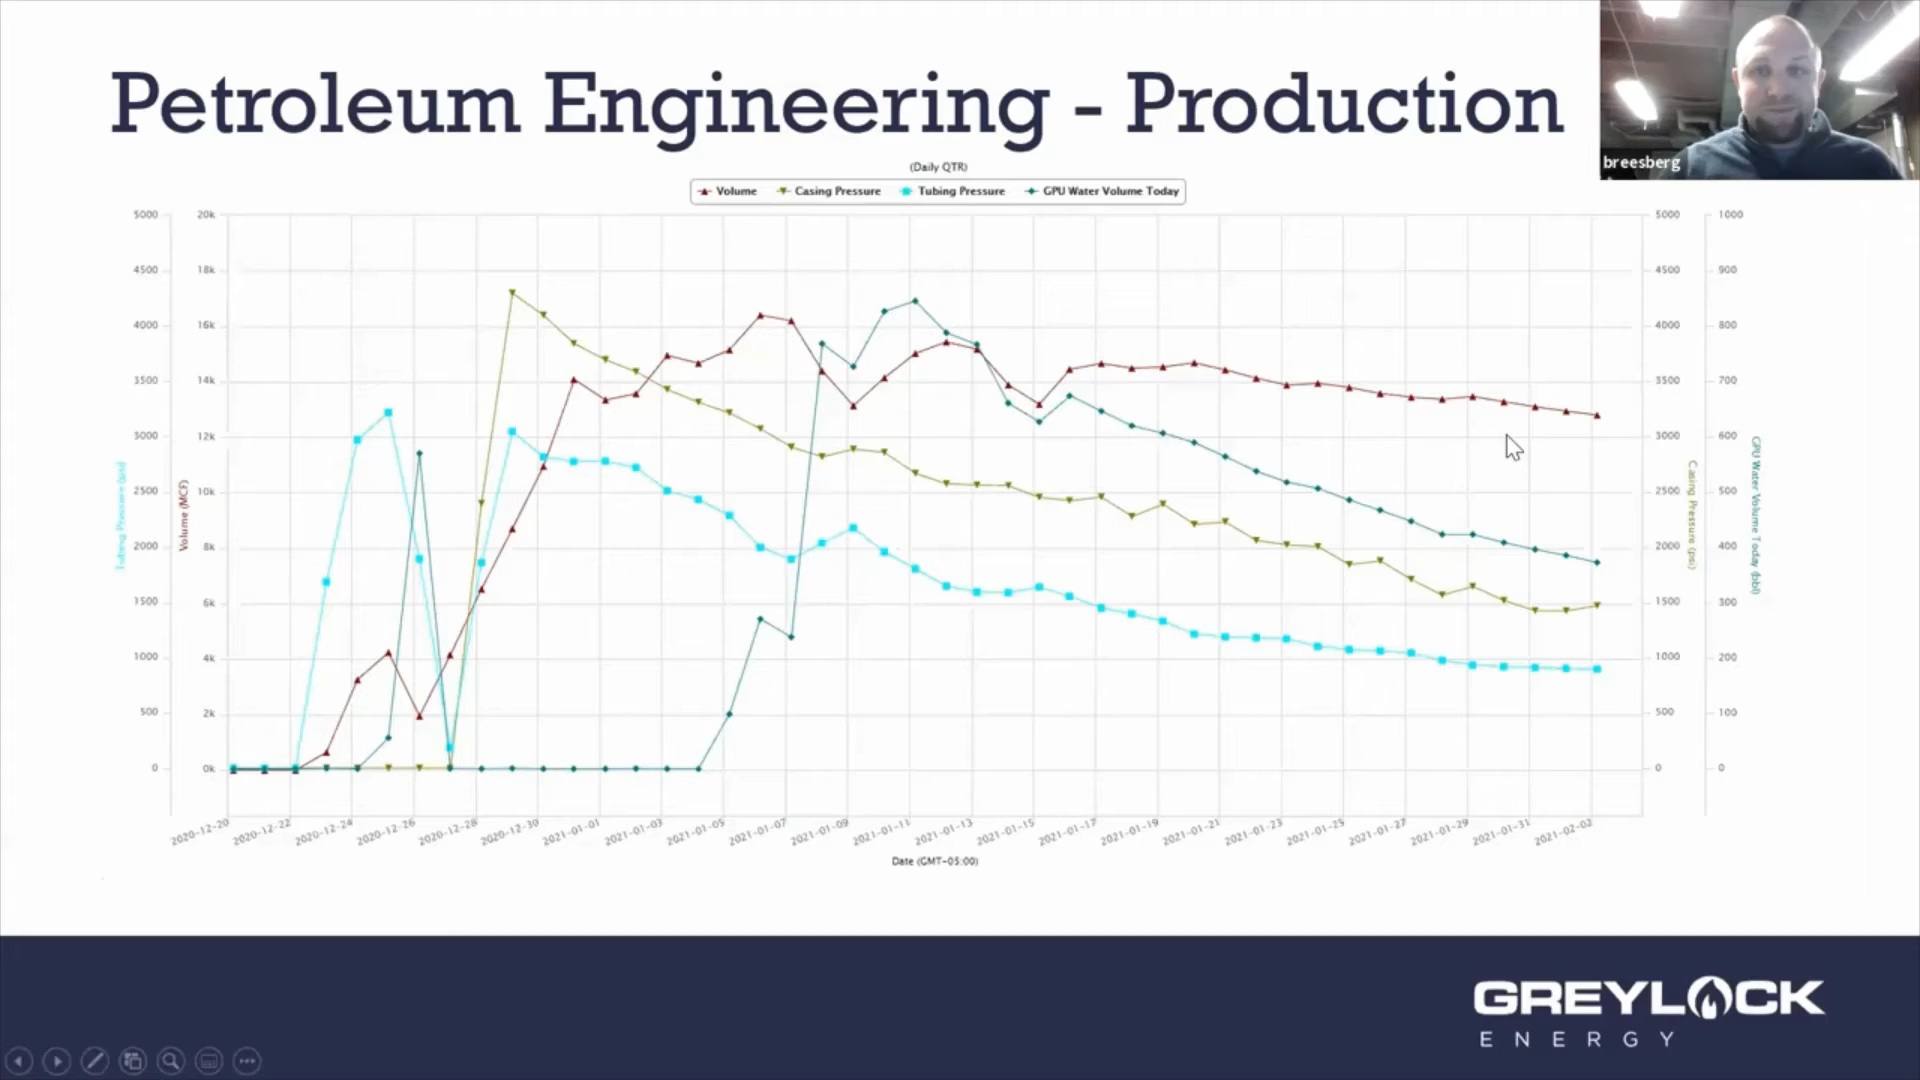 Petroleum Engineering - Production
breesberg
(Daily QTR)
Volume Casing Pressure Tubing Pressure GPU Water Volume Today
5000 20k 5000 1000
4500 18k 4500 900
4000 16k 4000 800
3500 14k 3500 700
3000 12k 3000 600
2500 10k 2500 500
2000 8k 2000 400
1500 6k 1500 300
1000 4k 1000 200
500 2k 500 100
0 0k 0 0
Tubing Pressure (psi)
Volume (MCF)
Casing Pressure (psi)
GPU Water Volume Today (bbl)
2020-12-20 2020-12-22 2020-12-24 2020-12-26 2020-12-28 2020-12-30 2021-01-01 2021-01-03 2021-01-05 2021-01-07 2021-01-09 2021-01-11 2021-01-13 2021-01-15 2021-01-17 2021-01-19 2021-01-21 2021-01-23 2021-01-25 2021-01-27 2021-01-29 2021-01-31 2021-02-02
Date (GMT-05:00)
GREYLOCK
ENERGY